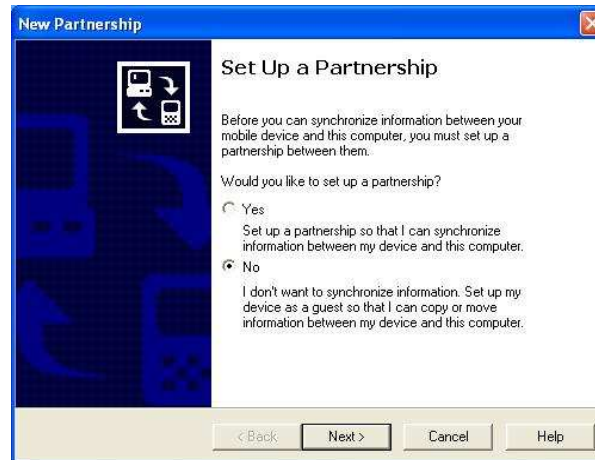 New Partnership
Set Up a Partnership
Before you can synchronize information between your
mobile device and this computer, you must set up a
partnership between them.
Would you like to set up a partnership?
Yes
Set up a partnership so that I can synchronize
information between my device and this computer.
No
I don't want to synchronize information. Set up my
device as a guest so that I can copy or move
information between my device and this computer.
< Back Next > Cancel Help